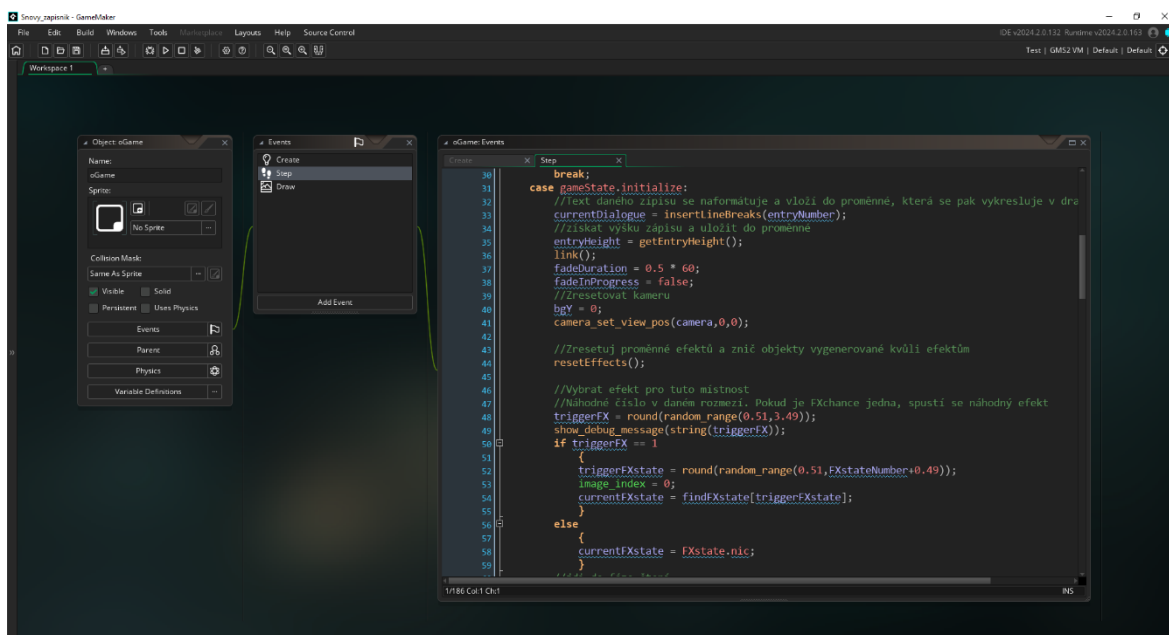 Snovy_zapisnik - GameMaker
File Edit Build Windows Tools Marketplace Layouts Help Source Control
IDE v2024.2.0.132 Runtime v2024.2.0.163
Test | GMS2 VM | Default | Default
Workspace 1
Object: oGame
Name:
oGame
Sprite:
No Sprite
Collision Mask:
Same As Sprite
Visible Solid
Persistent Uses Physics
Events
Parent
Physics
Variable Definitions
Events
Create
Step
Draw
Add Event
oGame: Events
Create Step
30 break;
31 case gameState.initialize:
32 //Text daného zápisu se naformátuje a vloží do proměnné, která se pak vykresluje v dra
33 currentDialogue = insertLineBreaks(entryNumber);
34 //získat výšku zápisu a uložit do proměnné
35 entryHeight = getEntryHeight();
36 link();
37 fadeDuration = 0.5 * 60;
38 fadeInProgress = false;
39 //Zresetovat kameru
40 bgY = 0;
41 camera_set_view_pos(camera,0,0);
42
43 //Zresetuj proměnné efektů a znič objekty vygenerované kvůli efektům
44 resetEffects();
45
46 //Vybrat efekt pro tuto místnost
47 //Náhodné číslo v daném rozmezí. Pokud je FXchance jedna, spustí se náhodný efekt
48 triggerFX = round(random_range(0.51,3.49));
49 show_debug_message(string(triggerFX));
50 if triggerFX == 1
51 {
52 triggerFXstate = round(random_range(0.51,FXstateNumber+0.49));
53 image_index = 0;
54 currentFXstate = findFXstate[triggerFXstate];
55 }
56 else
57 {
58 currentFXstate = FXstate.nic;
59 }
1/186 Col:1 Ch:1 INS